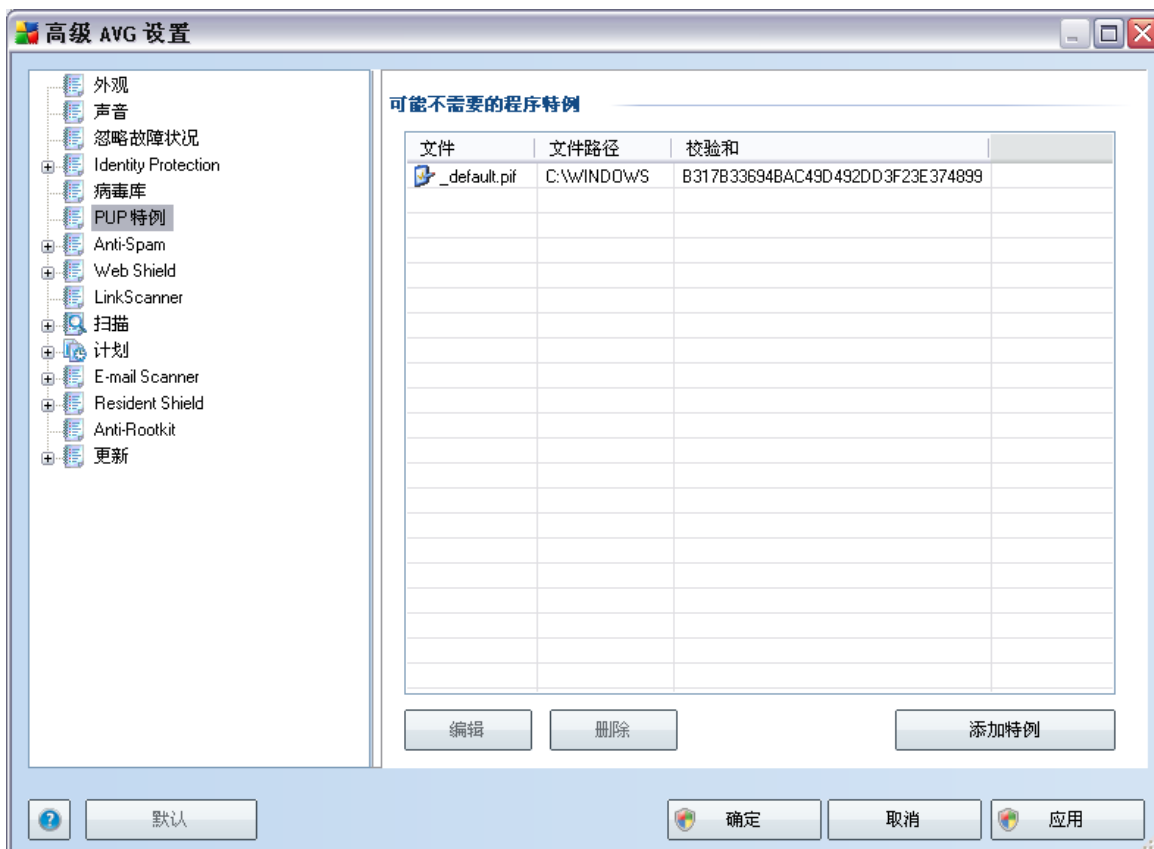 高级 AVG 设置
外观
声音
忽略故障状况
Identity Protection
病毒库
PUP 特例
Anti-Spam
Web Shield
LinkScanner
扫描
计划
E-mail Scanner
Resident Shield
Anti-Rootkit
更新
可能不需要的程序特例
文件 文件路径 校验和
_default.pif C:\WINDOWS B317B33694BAC49D492DD3F23E374899
编辑 删除 添加特例
默认 确定 取消 应用